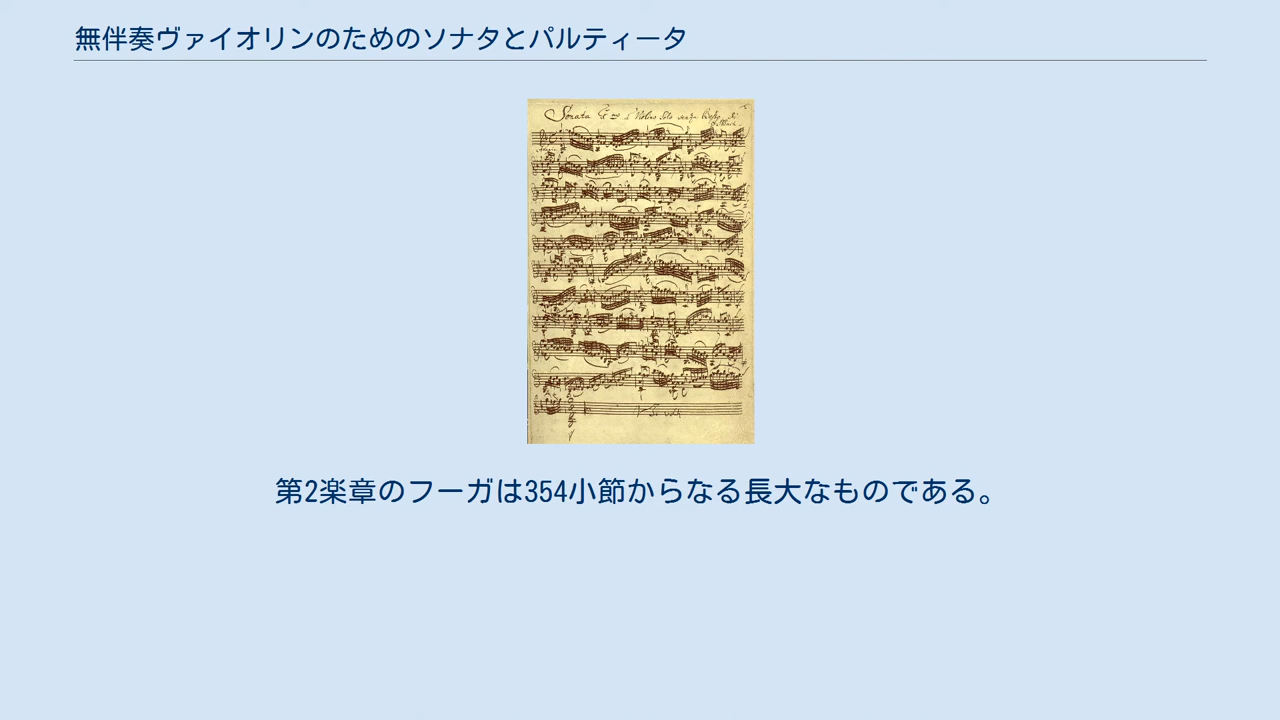 無伴奏ヴァイオリンのためのソナタとパルティータ
Sonata
第2楽章のフーガは354小節からなる長大なものである。